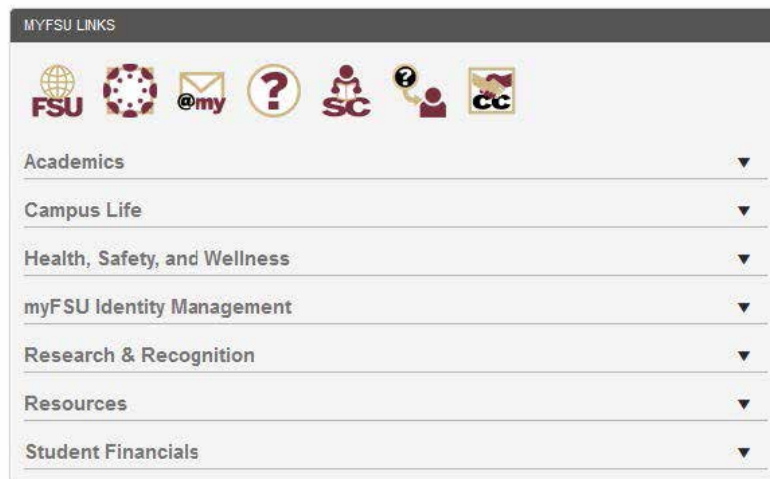 MYFSU LINKS
FSU @my ? SC ? CC
Academics
Campus Life
Health, Safety, and Wellness
myFSU Identity Management
Research & Recognition
Resources
Student Financials